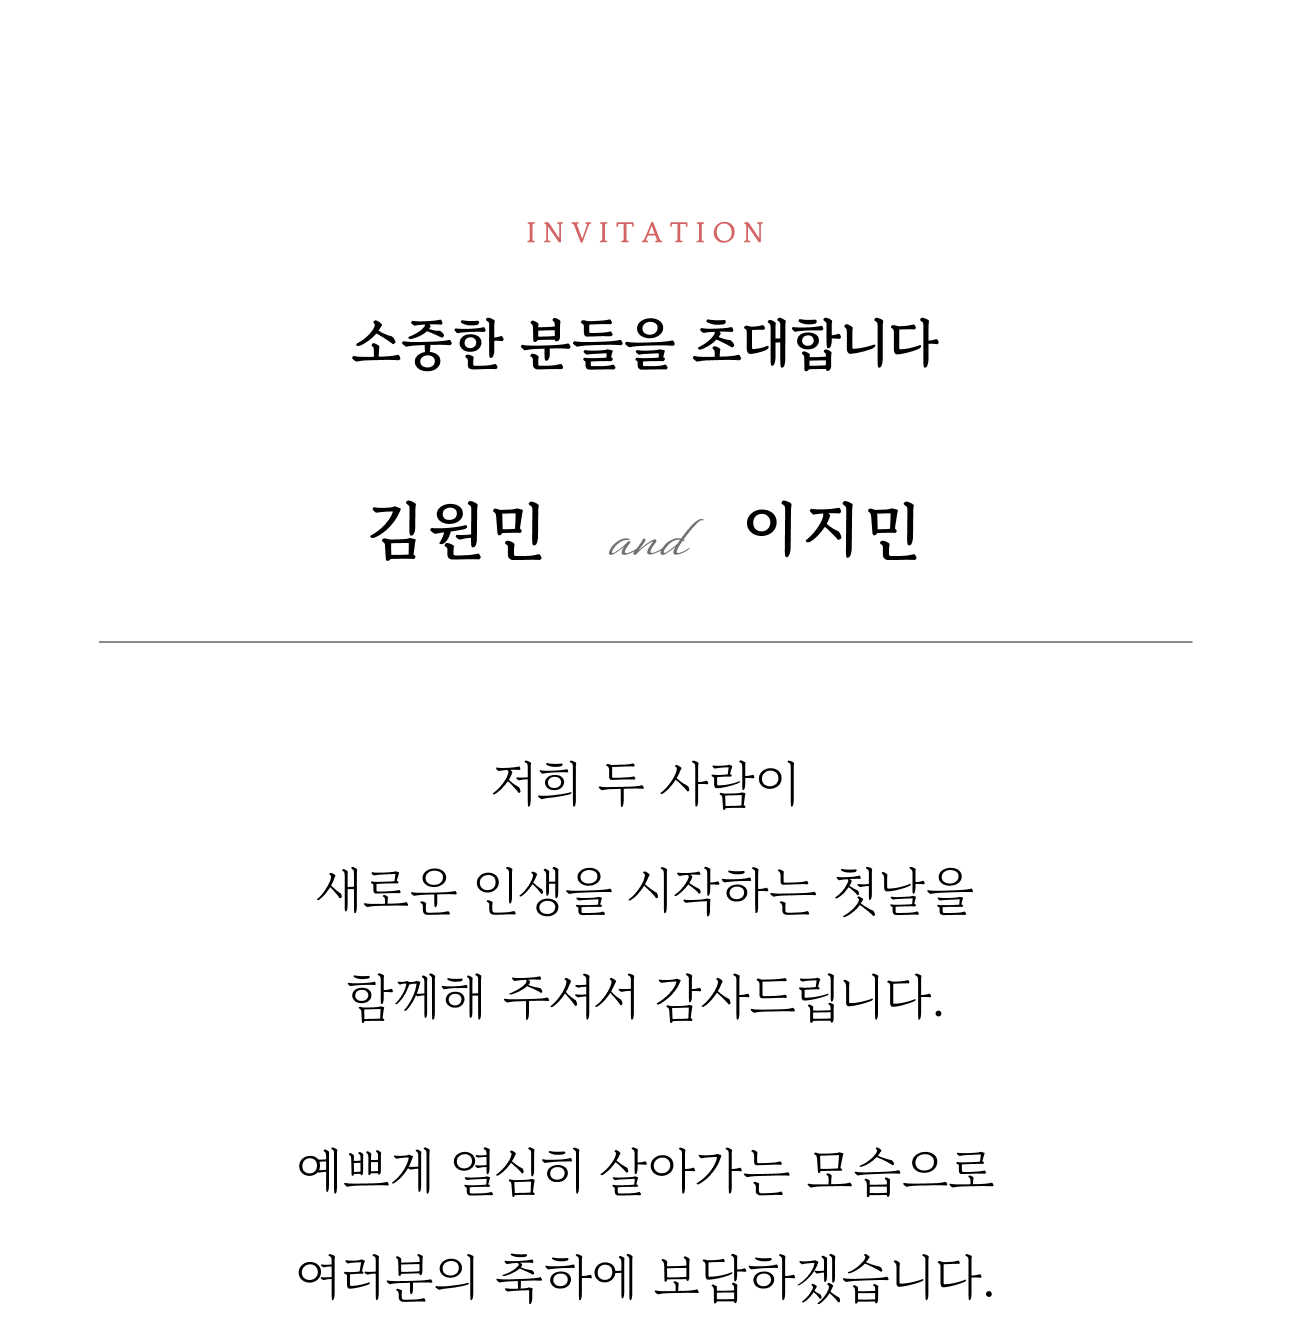 INVITATION
소중한 분들을 초대합니다
김원민 and 이지민
저희 두 사람이
새로운 인생을 시작하는 첫날을
함께해 주셔서 감사드립니다.
예쁘게 열심히 살아가는 모습으로
여러분의 축하에 보답하겠습니다.